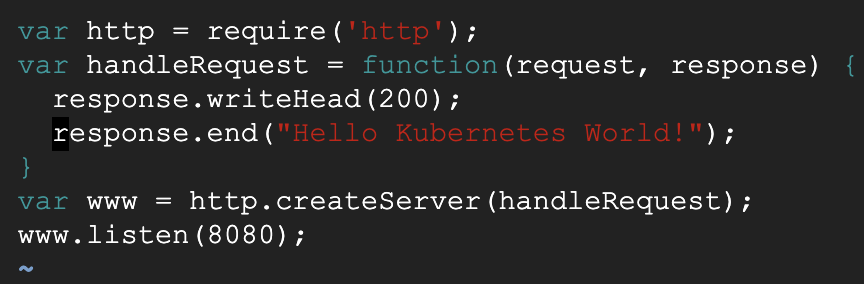 var http = require('http');
var handleRequest = function(request, response) {
  response.writeHead(200);
  response.end("Hello Kubernetes World!");
}
var www = http.createServer(handleRequest);
www.listen(8080);
~